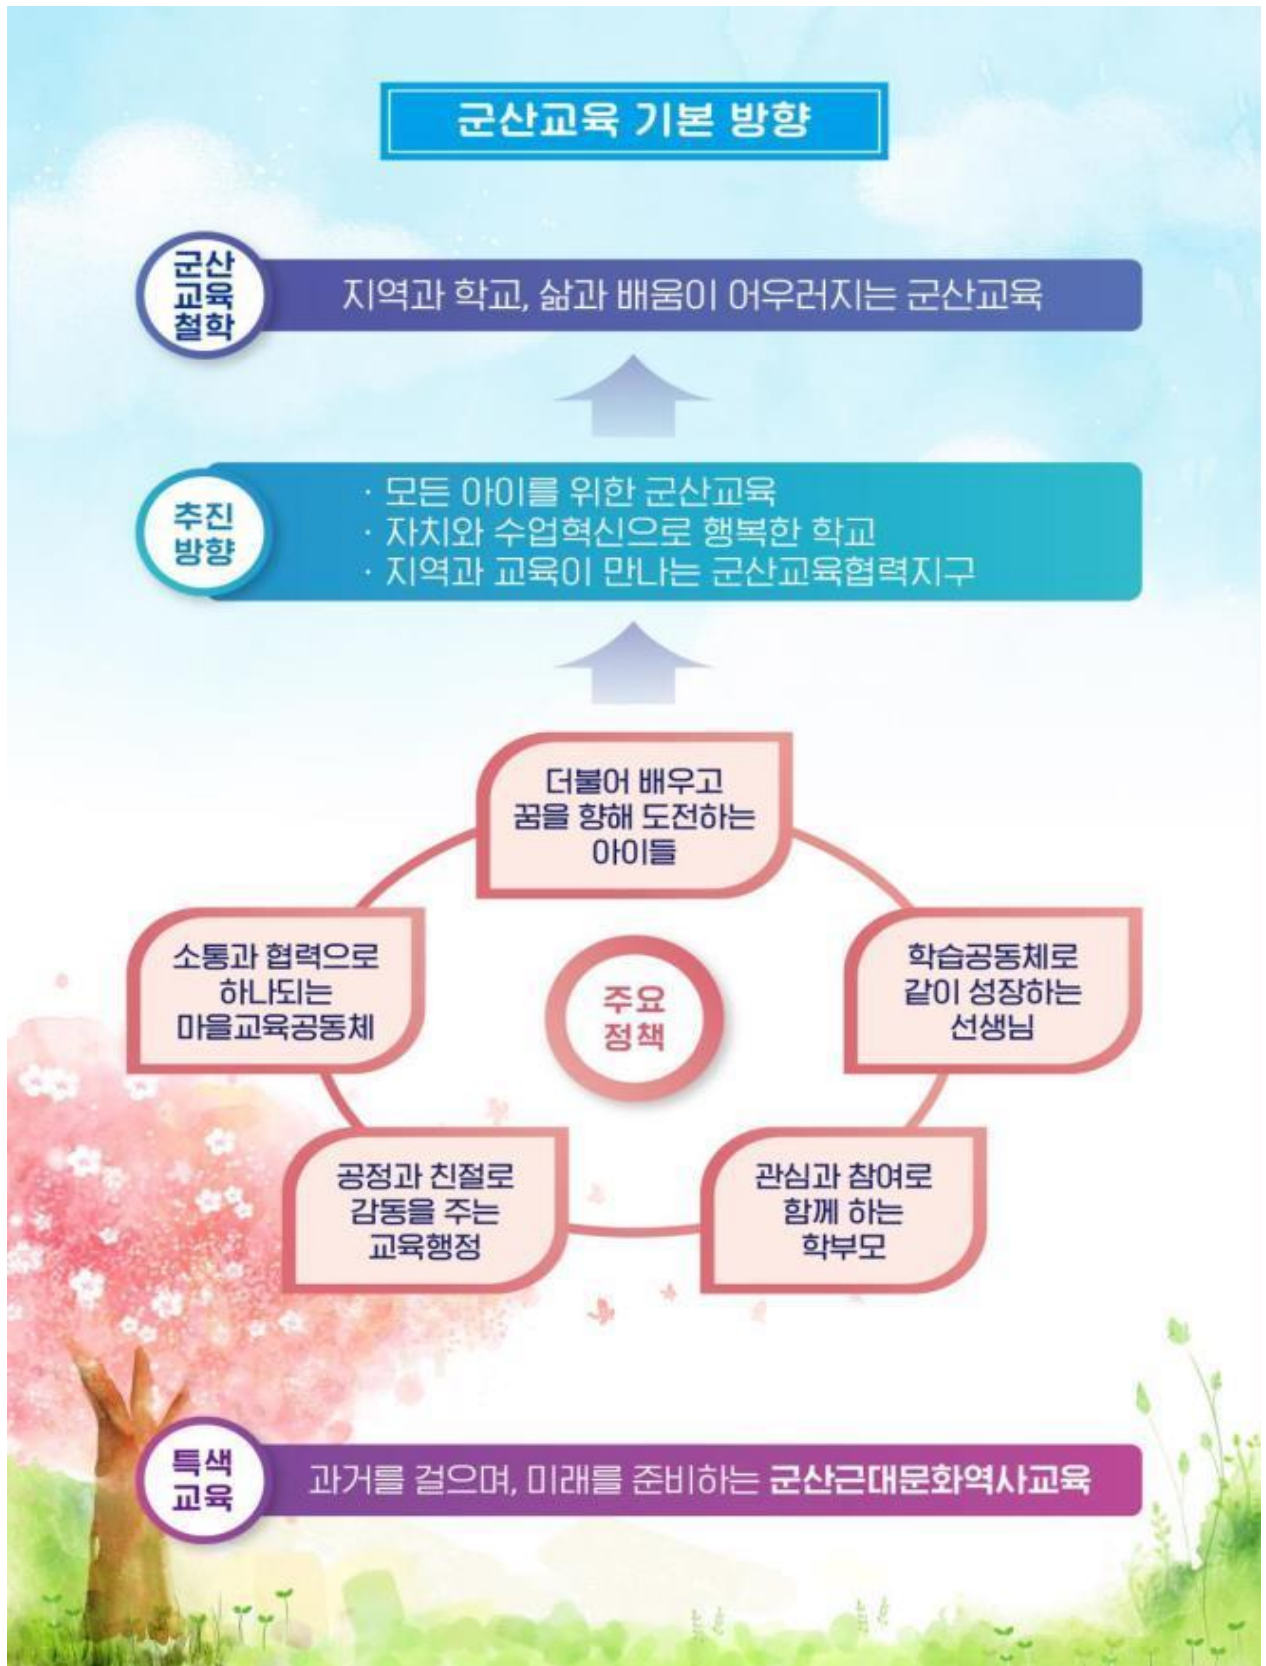 군산교육 기본 방향
군산
교육
철학
지역과 학교, 삶과 배움이 어우러지는 군산교육
추진
방향
· 모든 아이를 위한 군산교육
· 자치와 수업혁신으로 행복한 학교
· 지역과 교육이 만나는 군산교육협력지구
더불어 배우고
꿈을 향해 도전하는
아이들
소통과 협력으로
하나되는
마을교육공동체
주요
정책
학습공동체로
같이 성장하는
선생님
공정과 친절로
감동을 주는
교육행정
관심과 참여로
함께 하는
학부모
특색
교육
과거를 걸으며, 미래를 준비하는 군산근대문화역사교육